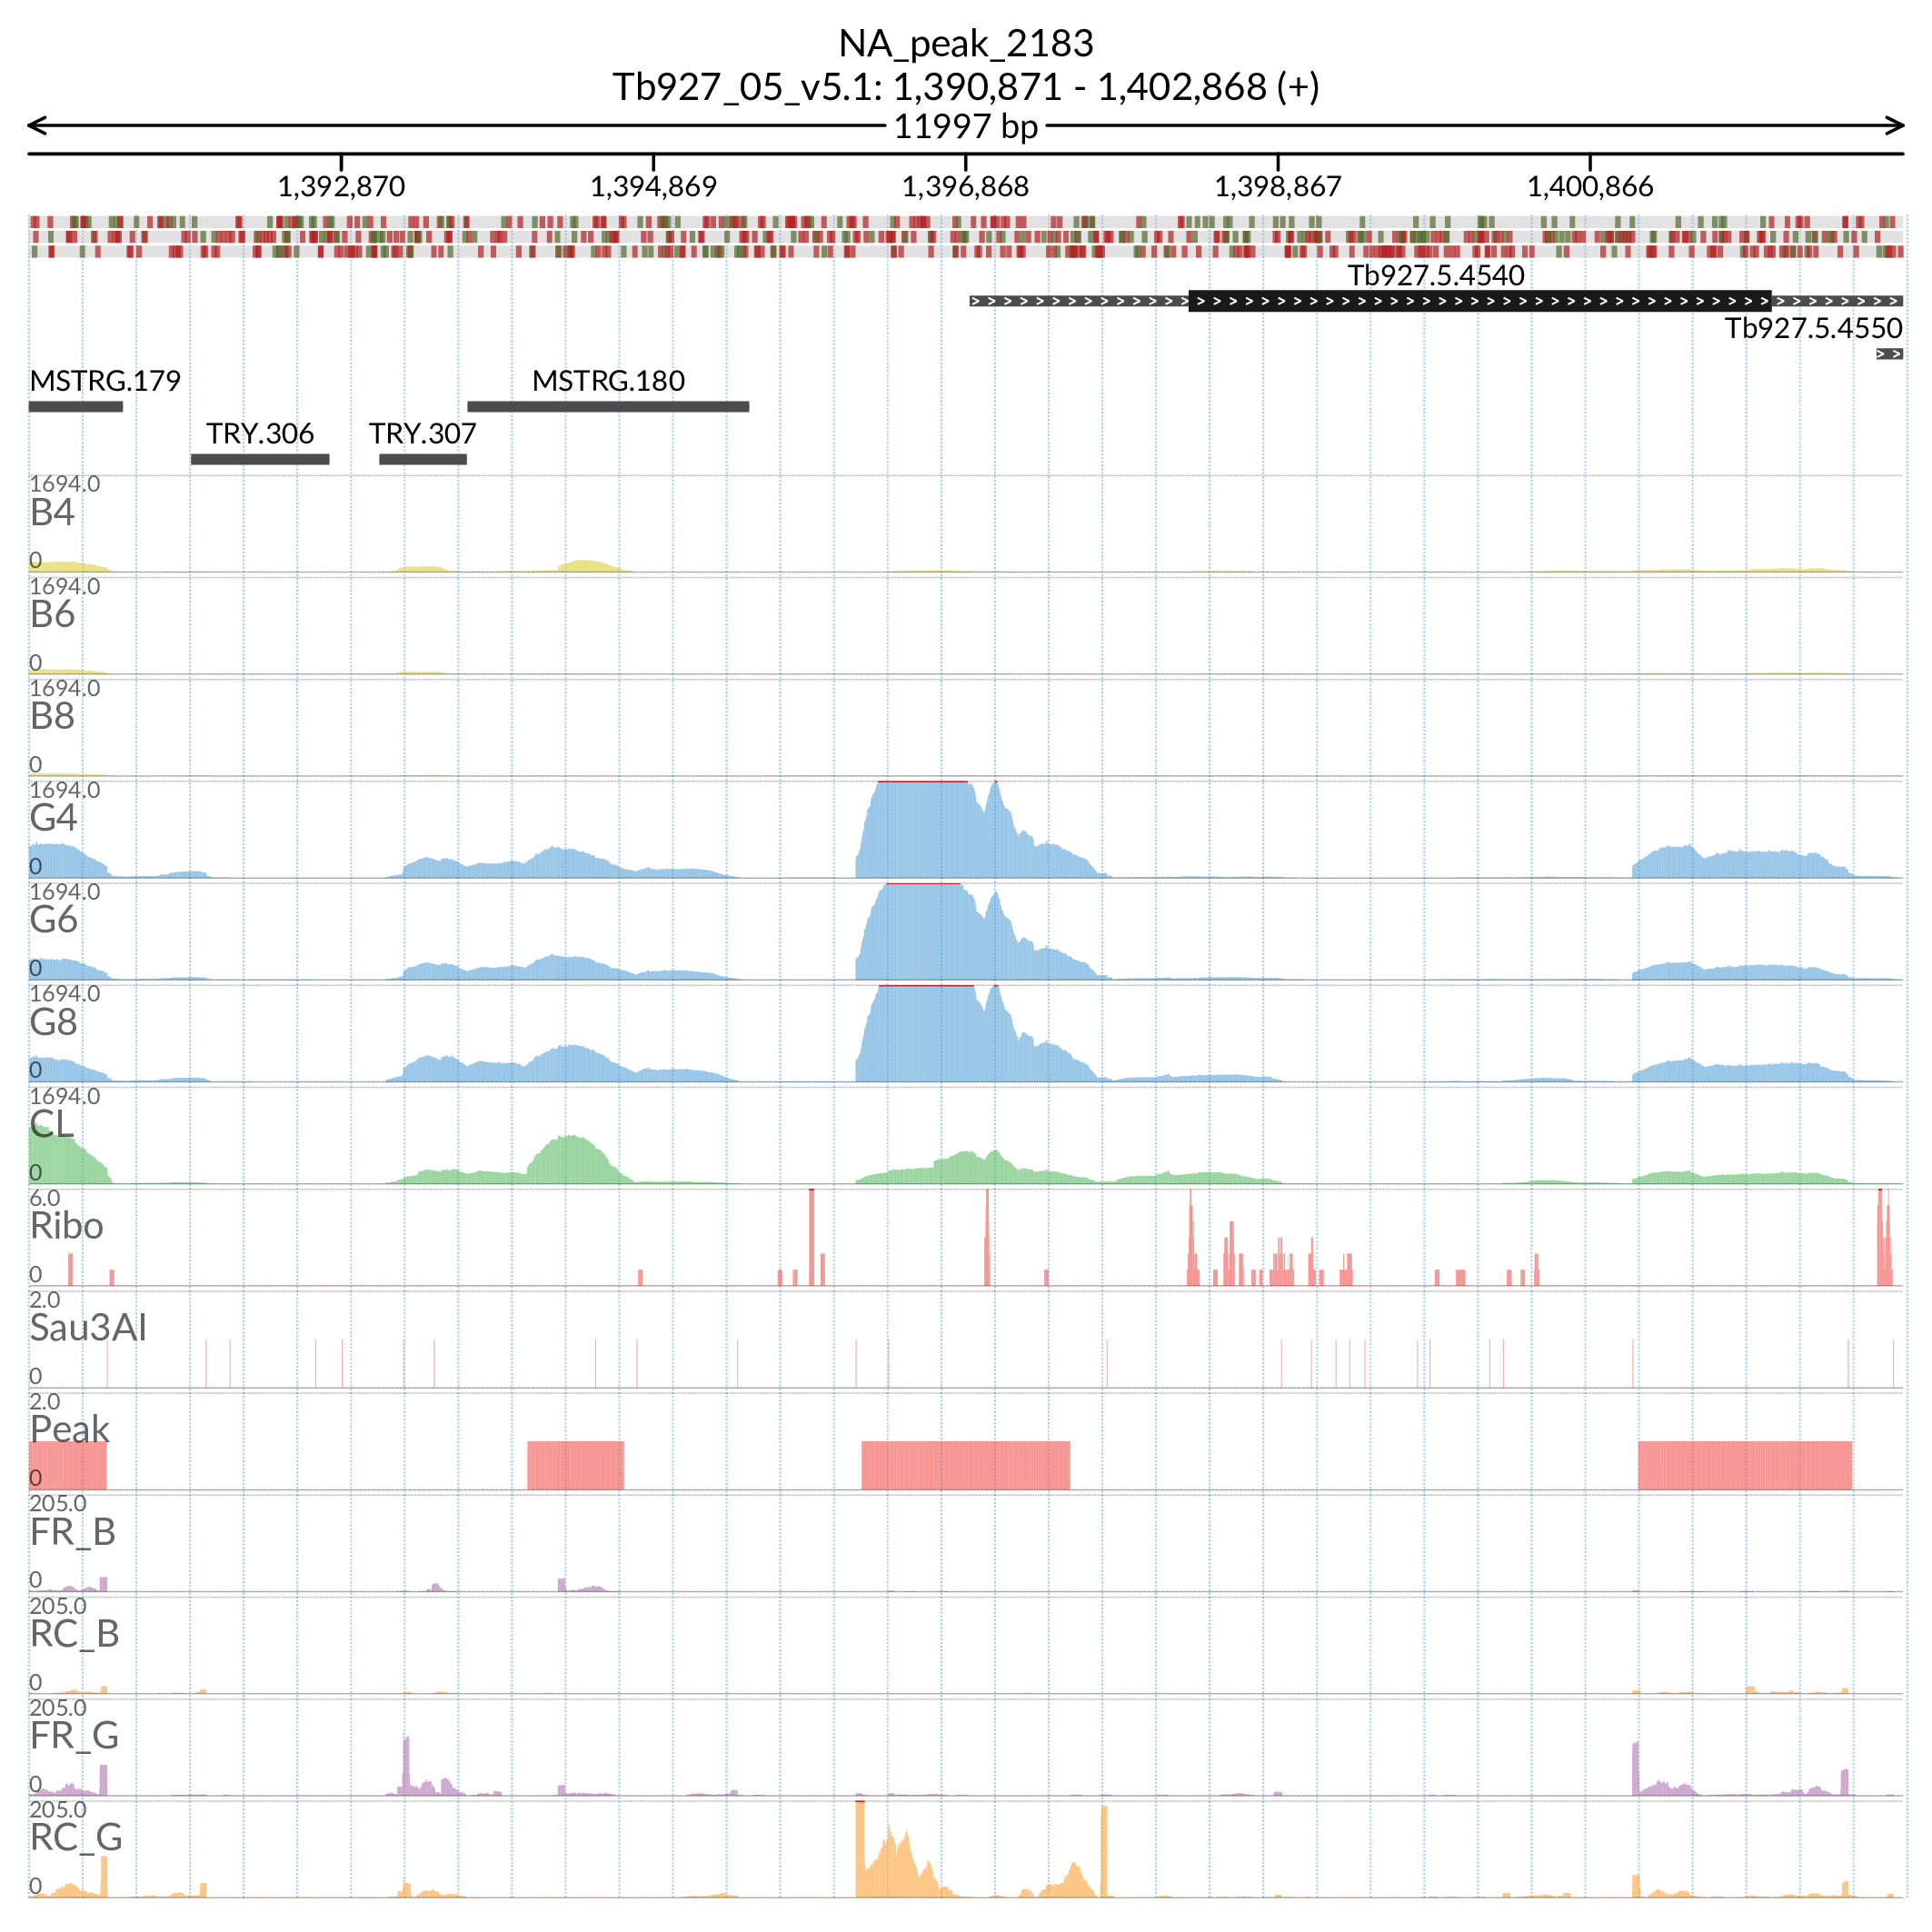 NA_peak_2183
Tb927_05_v5.1: 1,390,871 - 1,402,868 (+)
11997 bp
1,392,870 1,394,869 1,396,868 1,398,867 1,400,866
Tb927.5.4540
Tb927.5.4550
MSTRG.179 MSTRG.180
TRY.306 TRY.307
1694.0
B4
0
1694.0
B6
0
1694.0
B8
0
1694.0
G4
0
1694.0
G6
0
1694.0
G8
0
1694.0
CL
0
6.0
Ribo
0
2.0
Sau3AI
0
2.0
Peak
0
205.0
FR_B
0
205.0
RC_B
0
205.0
FR_G
0
205.0
RC_G
0